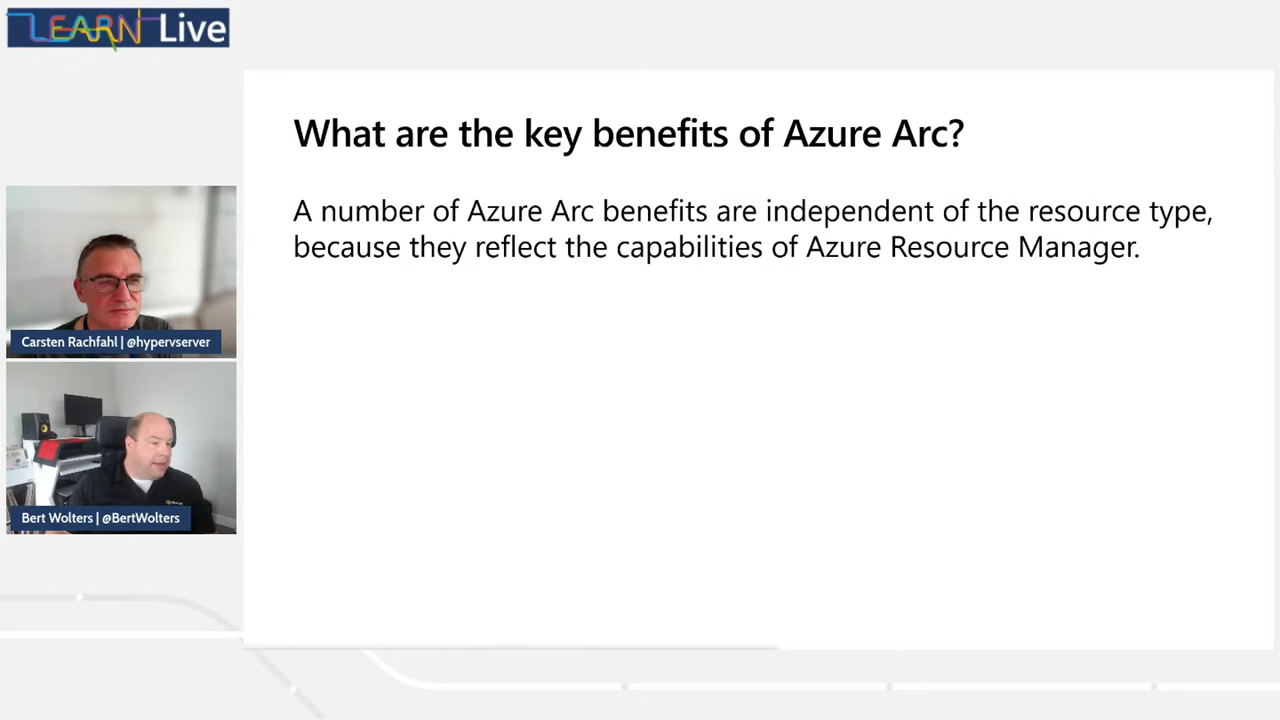 LEARN Live
What are the key benefits of Azure Arc?
A number of Azure Arc benefits are independent of the resource type,
because they reflect the capabilities of Azure Resource Manager.
Carsten Rachfahl | @hypervserver
Bert Wolters | @BertWolters